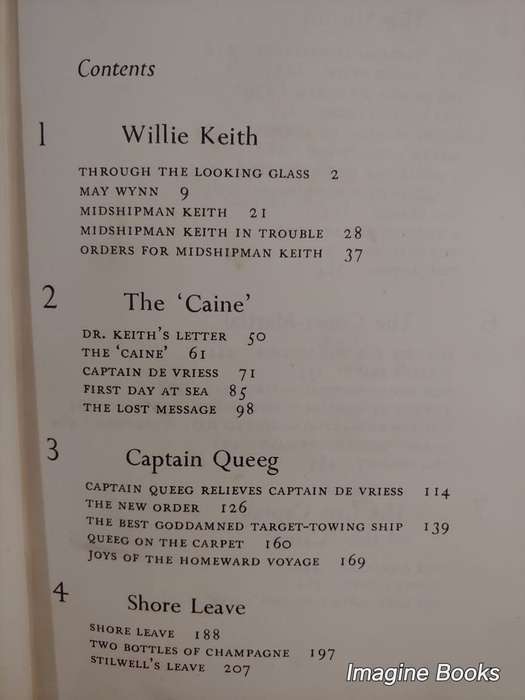 Contents
1 Willie Keith
THROUGH THE LOOKING GLASS 2
MAY WYNN 9
MIDSHIPMAN KEITH 21
MIDSHIPMAN KEITH IN TROUBLE 28
ORDERS FOR MIDSHIPMAN KEITH 37
2 The ‘Caine’
DR. KEITH’S LETTER 50
THE ‘CAINE’ 61
CAPTAIN DE VRIESS 71
FIRST DAY AT SEA 85
THE LOST MESSAGE 98
3 Captain Queeg
CAPTAIN QUEEG RELIEVES CAPTAIN DE VRIESS 114
THE NEW ORDER 126
THE BEST GODDAMNED TARGET-TOWING SHIP 139
QUEEG ON THE CARPET 160
JOYS OF THE HOMEWARD VOYAGE 169
4 Shore Leave
SHORE LEAVE 188
TWO BOTTLES OF CHAMPAGNE 197
STILWELL’S LEAVE 207
Imagine Books